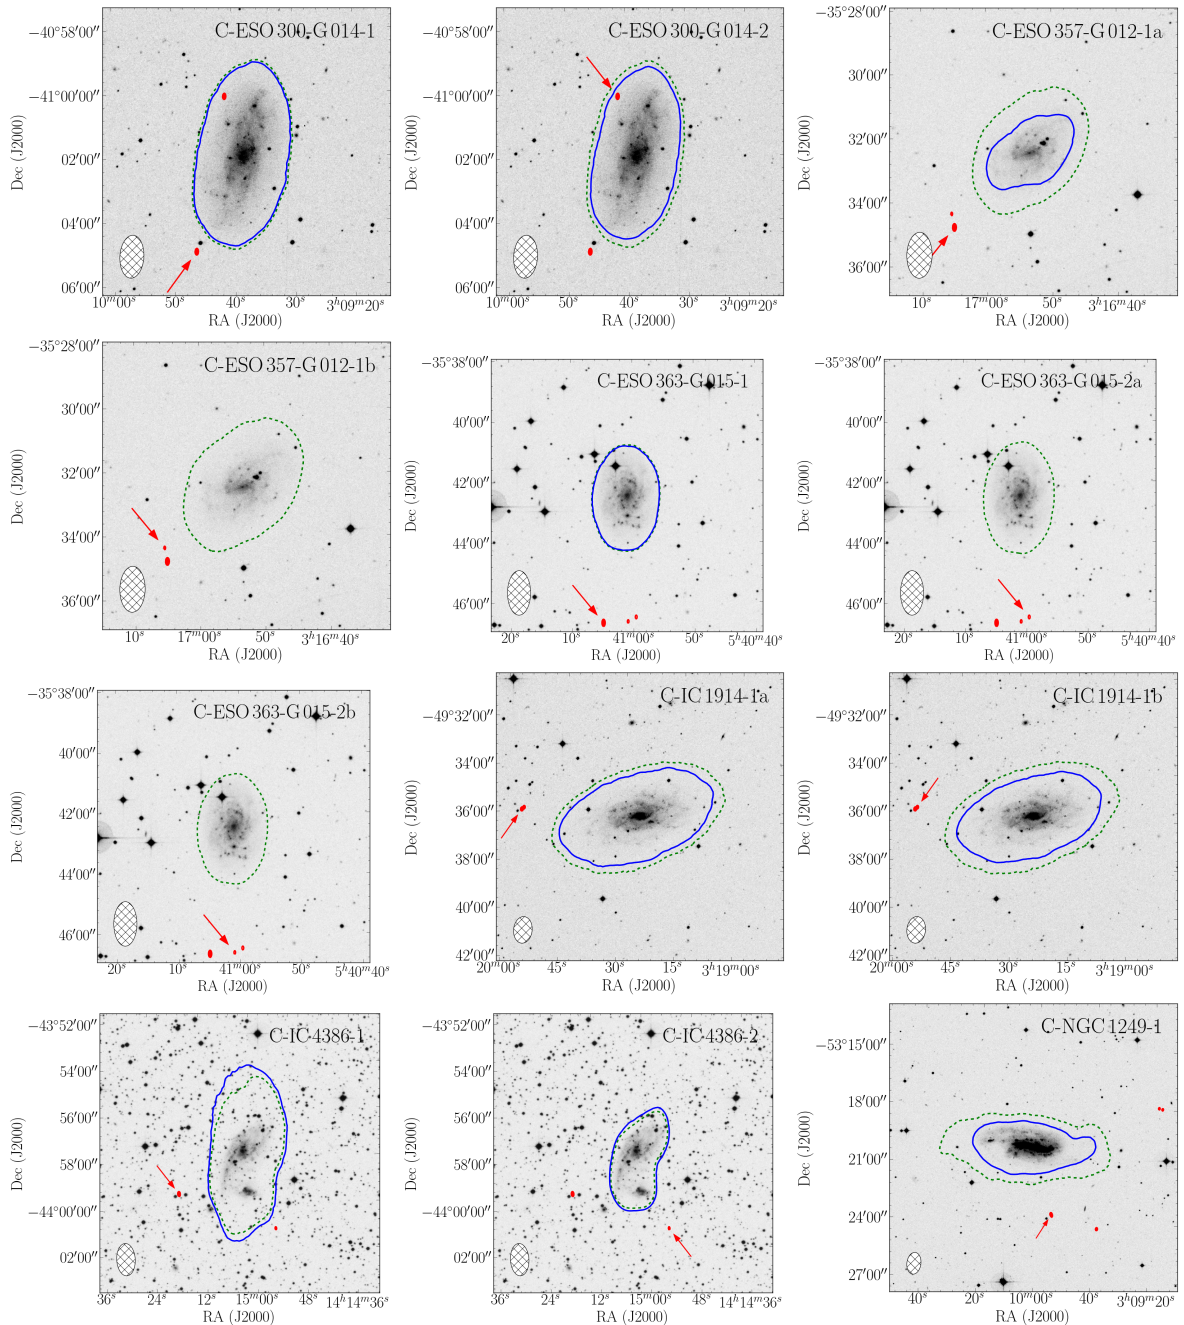 C-ESO 300-G 014-1
−40°58′00″
−41°00′00″
02′00″
04′00″
06′00″
Dec (J2000)
10ᵐ00ˢ 50ˢ 40ˢ 30ˢ 3ʰ09ᵐ20ˢ
RA (J2000)
C-ESO 300-G 014-2
−40°58′00″
−41°00′00″
02′00″
04′00″
06′00″
Dec (J2000)
10ᵐ00ˢ 50ˢ 40ˢ 30ˢ 3ʰ09ᵐ20ˢ
RA (J2000)
C-ESO 357-G 012-1a
−35°28′00″
30′00″
32′00″
34′00″
36′00″
Dec (J2000)
10ˢ 17ᵐ00ˢ 50ˢ 3ʰ16ᵐ40ˢ
RA (J2000)
C-ESO 357-G 012-1b
−35°28′00″
30′00″
32′00″
34′00″
36′00″
Dec (J2000)
10ˢ 17ᵐ00ˢ 50ˢ 3ʰ16ᵐ40ˢ
RA (J2000)
C-ESO 363-G 015-1
−35°38′00″
40′00″
42′00″
44′00″
46′00″
Dec (J2000)
20ˢ 10ˢ 41ᵐ00ˢ 50ˢ 5ʰ40ᵐ40ˢ
RA (J2000)
C-ESO 363-G 015-2a
−35°38′00″
40′00″
42′00″
44′00″
46′00″
Dec (J2000)
20ˢ 10ˢ 41ᵐ00ˢ 50ˢ 5ʰ40ᵐ40ˢ
RA (J2000)
C-ESO 363-G 015-2b
−35°38′00″
40′00″
42′00″
44′00″
46′00″
Dec (J2000)
20ˢ 10ˢ 41ᵐ00ˢ 50ˢ 5ʰ40ᵐ40ˢ
RA (J2000)
C-IC 1914-1a
−49°32′00″
34′00″
36′00″
38′00″
40′00″
42′00″
Dec (J2000)
20ᵐ00ˢ 45ˢ 30ˢ 15ˢ 3ʰ19ᵐ00ˢ
RA (J2000)
C-IC 1914-1b
−49°32′00″
34′00″
36′00″
38′00″
40′00″
42′00″
Dec (J2000)
20ᵐ00ˢ 45ˢ 30ˢ 15ˢ 3ʰ19ᵐ00ˢ
RA (J2000)
C-IC 4386-1
−43°52′00″
54′00″
56′00″
58′00″
−44°00′00″
02′00″
Dec (J2000)
36ˢ 24ˢ 12ˢ 15ᵐ00ˢ 48ˢ 14ʰ14ᵐ36ˢ
RA (J2000)
C-IC 4386-2
−43°52′00″
54′00″
56′00″
58′00″
−44°00′00″
02′00″
Dec (J2000)
36ˢ 24ˢ 12ˢ 15ᵐ00ˢ 48ˢ 14ʰ14ᵐ36ˢ
RA (J2000)
C-NGC 1249-1
−53°15′00″
18′00″
21′00″
24′00″
27′00″
Dec (J2000)
40ˢ 20ˢ 10ᵐ00ˢ 40ˢ 3ʰ09ᵐ20ˢ
RA (J2000)